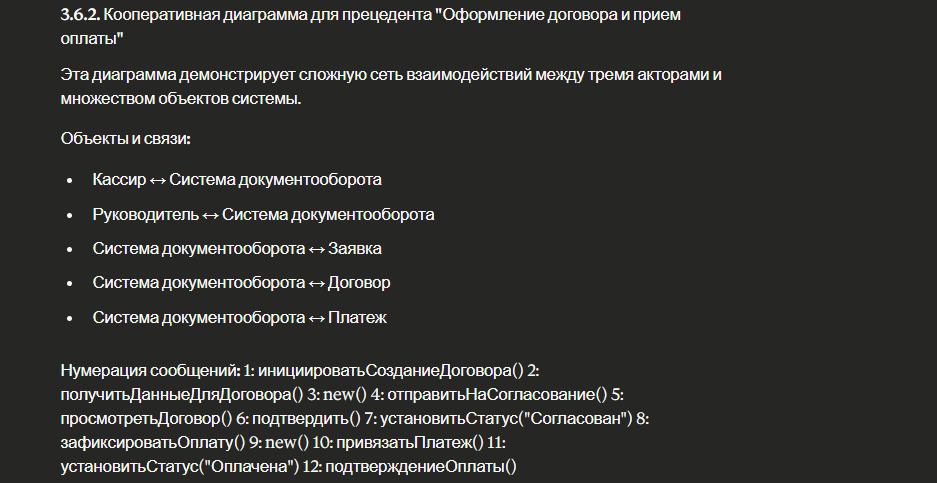 3.6.2. Кооперативная диаграмма для прецедента "Оформление договора и прием
оплаты"
Эта диаграмма демонстрирует сложную сеть взаимодействий между тремя акторами и
множеством объектов системы.
Объекты и связи:
• Кассир ↔ Система документооборота
• Руководитель ↔ Система документооборота
• Система документооборота ↔ Заявка
• Система документооборота ↔ Договор
• Система документооборота ↔ Платеж
Нумерация сообщений: 1: инициироватьСозданиеДоговора() 2:
получитьДанныеДляДоговора() 3: new() 4: отправитьНаСогласование() 5:
просмотретьДоговор() 6: подтвердить() 7: установитьСтатус("Согласован") 8:
зафиксироватьОплату() 9: new() 10: привязатьПлатеж() 11:
установитьСтатус("Оплачена") 12: подтверждениеОплаты()